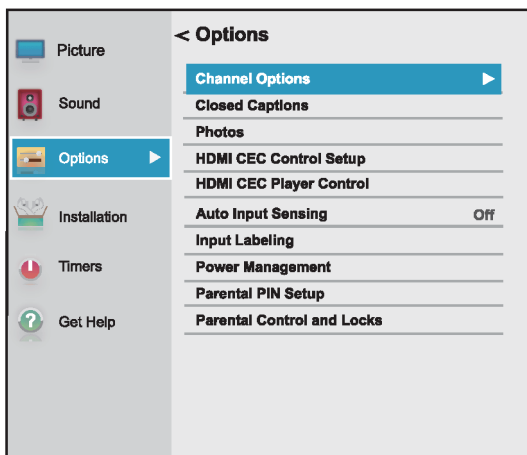 Picture
Sound
Options
Installation
Timers
? Get Help
< Options
Channel Options
Closed Captions
Photos
HDMI CEC Control Setup
HDMI CEC Player Control
Auto Input Sensing Off
Input Labeling
Power Management
Parental PIN Setup
Parental Control and Locks